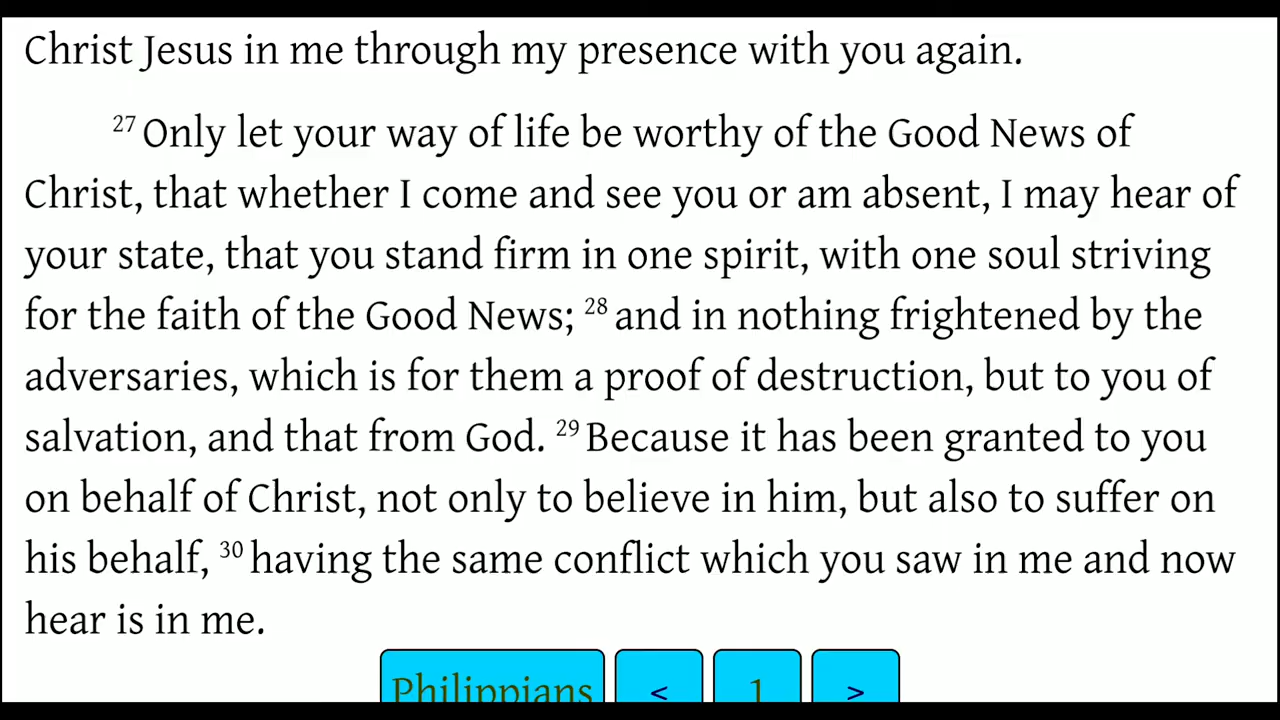 Christ Jesus in me through my presence with you again.
27 Only let your way of life be worthy of the Good News of
Christ, that whether I come and see you or am absent, I may hear of
your state, that you stand firm in one spirit, with one soul striving
for the faith of the Good News; 28 and in nothing frightened by the
adversaries, which is for them a proof of destruction, but to you of
salvation, and that from God. 29 Because it has been granted to you
on behalf of Christ, not only to believe in him, but also to suffer on
his behalf, 30 having the same conflict which you saw in me and now
hear is in me.
Philippians < 1 >